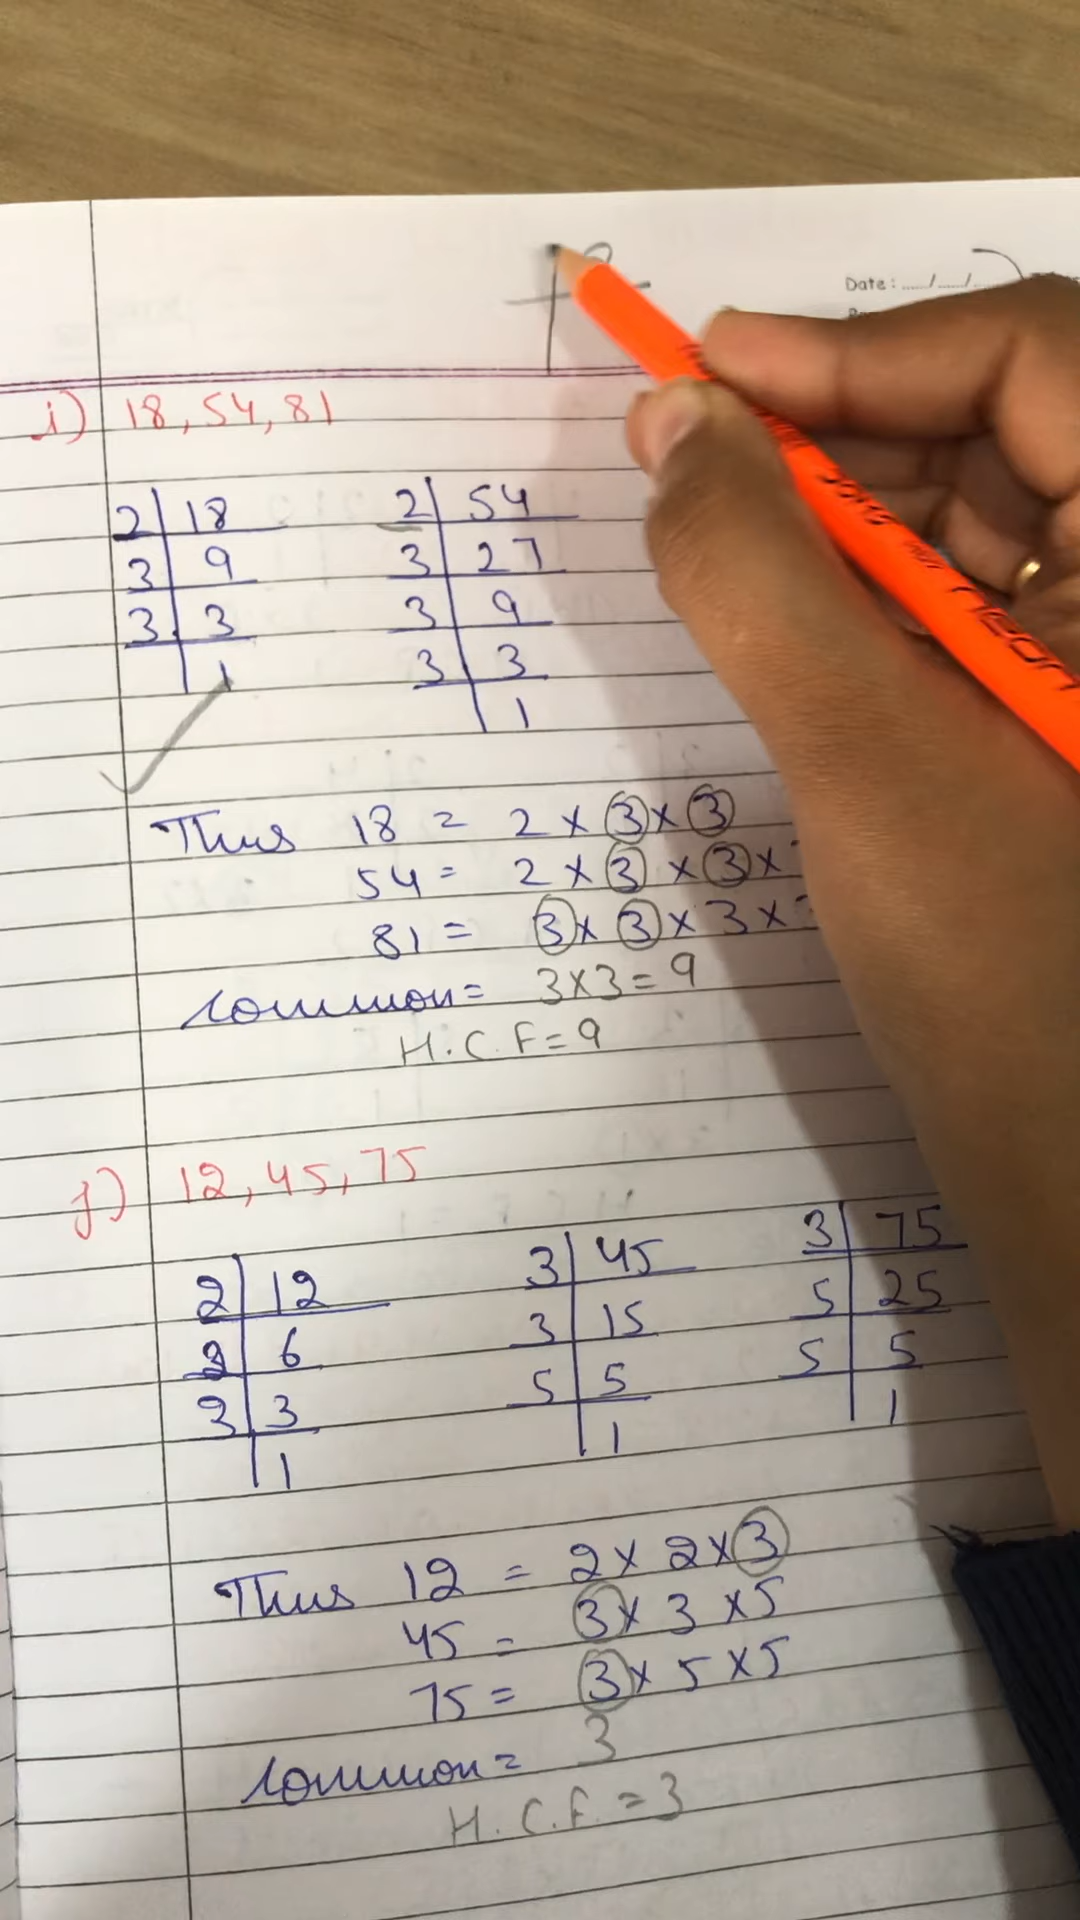 Date : ...../...../.....
i) 18, 54, 81
2 18 2 54
3 9 3 27
3 3 3 9
1 3 3
1
Thus 18 = 2 × 3 × 3
54 = 2 × 3 × 3 ×
81 = 3 × 3 × 3 ×
Common = 3×3 = 9
H.C.F = 9
j) 12, 45, 75
2 12 3 45 3 75
2 6 3 15 5 25
3 3 5 5 5 5
1 1 1
Thus 12 = 2 × 2 × 3
45 = 3 × 3 × 5
75 = 3 × 5 × 5
Common = 3
H.C.F. = 3